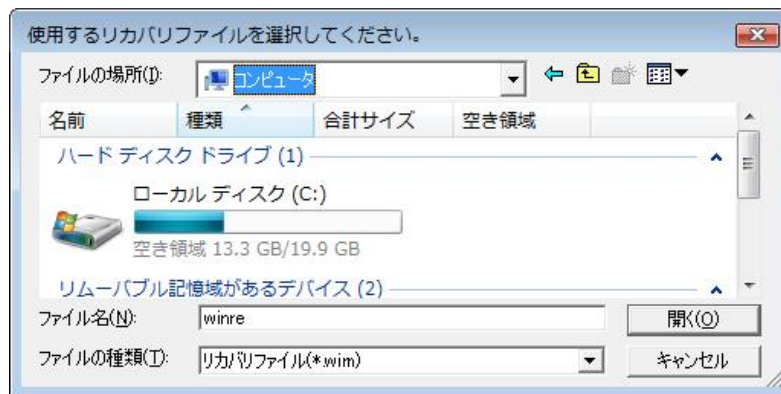 使用するリカバリファイルを選択してください。
ファイルの場所(I):
コンピュータ
名前 種類 合計サイズ 空き領域
ハード ディスク ドライブ (1)
ローカル ディスク (C:)
空き領域 13.3 GB/19.9 GB
リムーバブル記憶域があるデバイス (2)
ファイル名(N): winre 開く(O)
ファイルの種類(T): リカバリファイル(*.wim) キャンセル